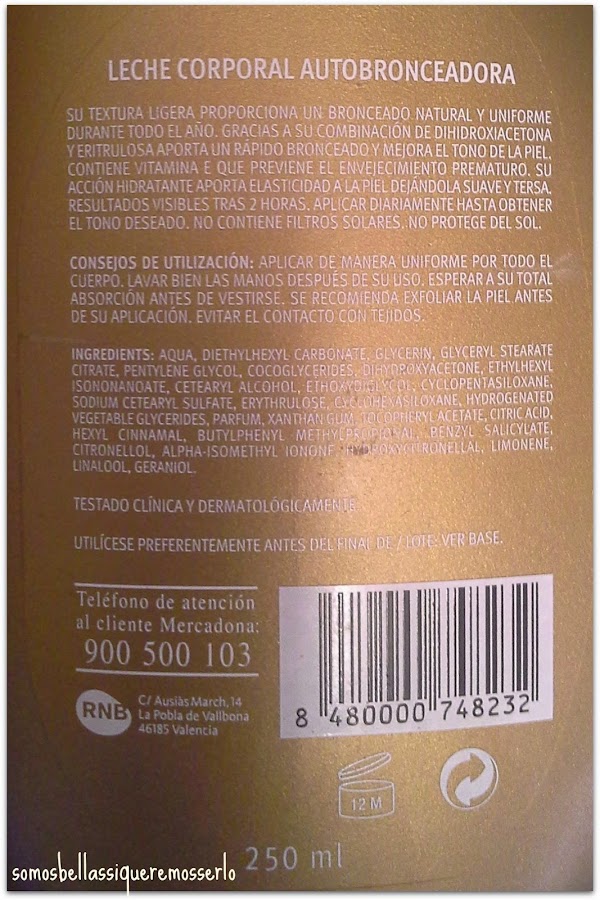 LECHE CORPORAL AUTOBRONCEADORA
SU TEXTURA LIGERA PROPORCIONA UN BRONCEADO NATURAL Y UNIFORME
DURANTE TODO EL AÑO. GRACIAS A SU COMBINACIÓN DE DIHIDROXIACETONA
Y ERITRULOSA APORTA UN RÁPIDO BRONCEADO Y MEJORA EL TONO DE LA PIEL.
CONTIENE VITAMINA E QUE PREVIENE EL ENVEJECIMIENTO PREMATURO. SU
ACCIÓN HIDRATANTE APORTA ELASTICIDAD A LA PIEL DEJÁNDOLA SUAVE Y TERSA.
RESULTADOS VISIBLES TRAS 2 HORAS. APLICAR DIARIAMENTE HASTA OBTENER
EL TONO DESEADO. NO CONTIENE FILTROS SOLARES. NO PROTEGE DEL SOL.
CONSEJOS DE UTILIZACIÓN: APLICAR DE MANERA UNIFORME POR TODO EL
CUERPO. LAVAR BIEN LAS MANOS DESPUÉS DE SU USO. ESPERAR A SU TOTAL
ABSORCIÓN ANTES DE VESTIRSE. SE RECOMIENDA EXFOLIAR LA PIEL ANTES
DE SU APLICACIÓN. EVITAR EL CONTACTO CON TEJIDOS.
INGREDIENTS: AQUA, DIETHYLHEXYL CARBONATE, GLYCERIN, GLYCERYL STEARATE
CITRATE, PENTYLENE GLYCOL, COCOGLYCERIDES, DIHYDROXYACETONE, ETHYLHEXYL
ISONONANOATE, CETEARYL ALCOHOL, ETHOXYDIGLYCOL, CYCLOPENTASILOXANE,
SODIUM CETEARYL SULFATE, ERYTHRULOSE, CYCLOHEXASILOXANE, HYDROGENATED
VEGETABLE GLYCERIDES, PARFUM, XANTHAN GUM, TOCOPHERYL ACETATE, CITRIC ACID,
HEXYL CINNAMAL, BUTYLPHENYL METHYLPROPIONAL, BENZYL SALICYLATE,
CITRONELLOL, ALPHA-ISOMETHYL IONONE, LIMONENE,
LINALOOL, GERANIOL.
TESTADO CLÍNICA Y DERMATOLÓGICAMENTE
UTILÍCESE PREFERENTEMENTE ANTES DEL FINAL DE / LOTE: VER BASE.
Teléfono de atención
al cliente Mercadona:
900 500 103
RNB
C/ Ausiàs March, 14
La Pobla de Vallbona
46185 Valencia
8 480000 748232
12 M
250 ml
somosbellassiqueremosserlo